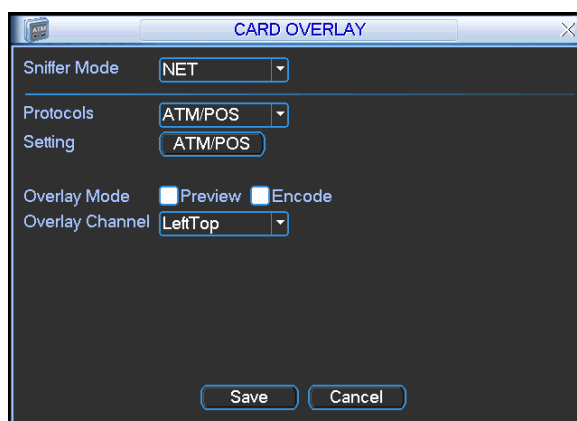 ATM
CARD OVERLAY
Sniffer Mode NET
Protocols ATM/POS
Setting ATM/POS
Overlay Mode Preview Encode
Overlay Channel LeftTop
Save Cancel